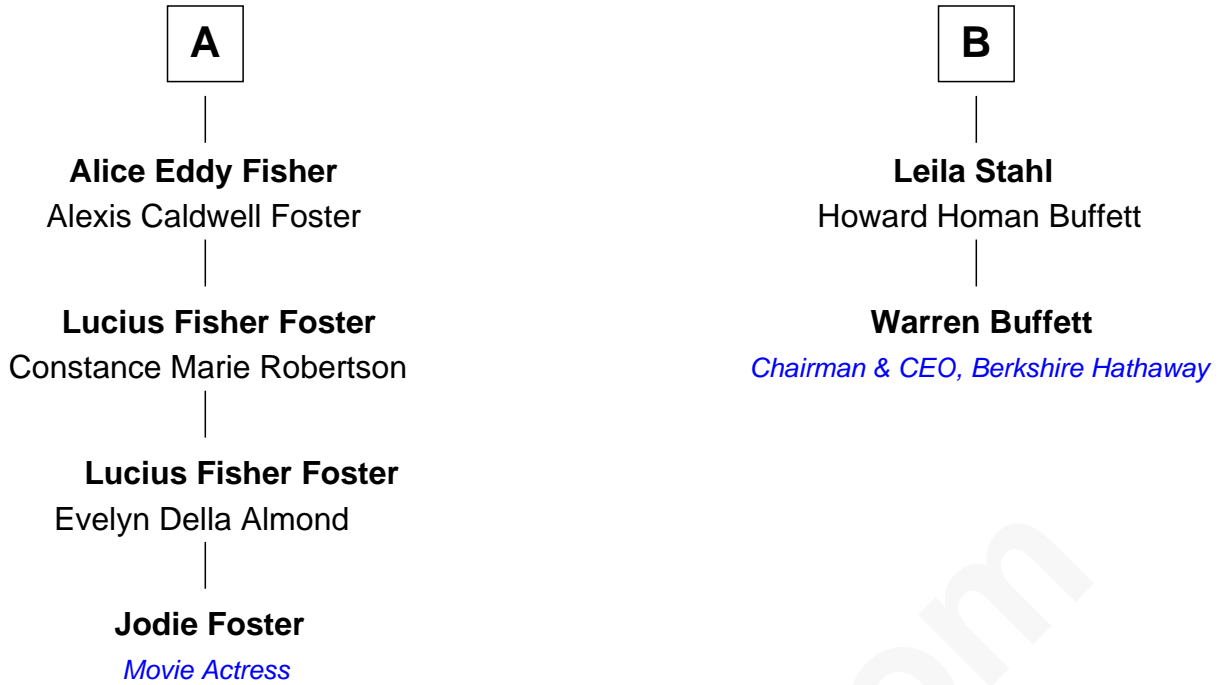 A
Alice Eddy Fisher
Alexis Caldwell Foster
Lucius Fisher Foster
Constance Marie Robertson
Lucius Fisher Foster
Evelyn Della Almond
Jodie Foster
Movie Actress
B
Leila Stahl
Howard Homan Buffett
Warren Buffett
Chairman & CEO, Berkshire Hathaway
om